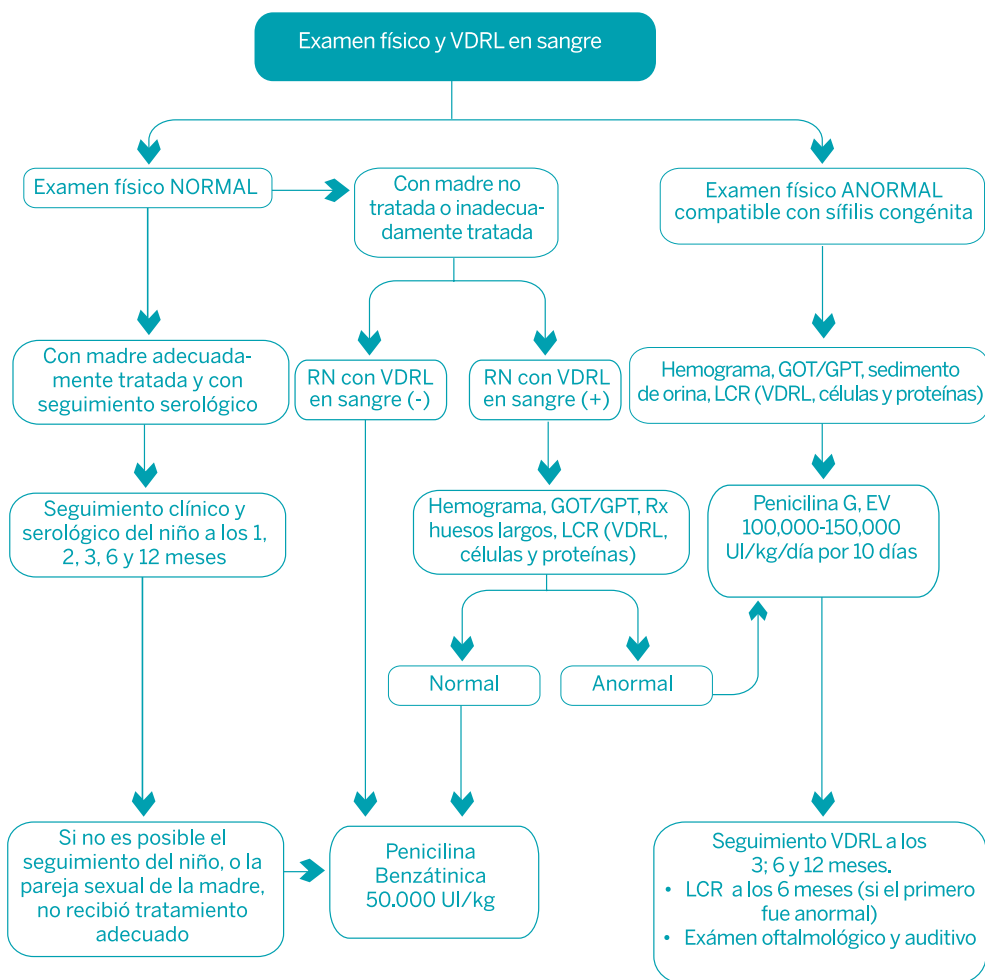 Examen físico y VDRL en sangre
Examen físico NORMAL
Con madre no
tratada o inadecua-
damente tratada
Examen físico ANORMAL
compatible con sífilis congénita
Con madre adecuada-
mente tratada y con
seguimiento serológico
RN con VDRL
en sangre (-)
RN con VDRL
en sangre (+)
Hemograma, GOT/GPT, sedimento
de orina, LCR (VDRL, células y proteínas)
Seguimiento clínico y
serológico del niño a los 1,
2, 3, 6 y 12 meses
Hemograma, GOT/GPT, Rx
huesos largos, LCR (VDRL,
células y proteínas)
Penicilina G, EV
100,000-150,000
UI/kg/día por 10 días
Normal
Anormal
Si no es posible el
seguimiento del niño, o la
pareja sexual de la madre,
no recibió tratamiento
adecuado
Penicilina
Benzátinica
50.000 UI/kg
Seguimiento VDRL a los
3; 6 y 12 meses.
• LCR a los 6 meses (si el primero
fue anormal)
• Exámen oftalmológico y auditivo